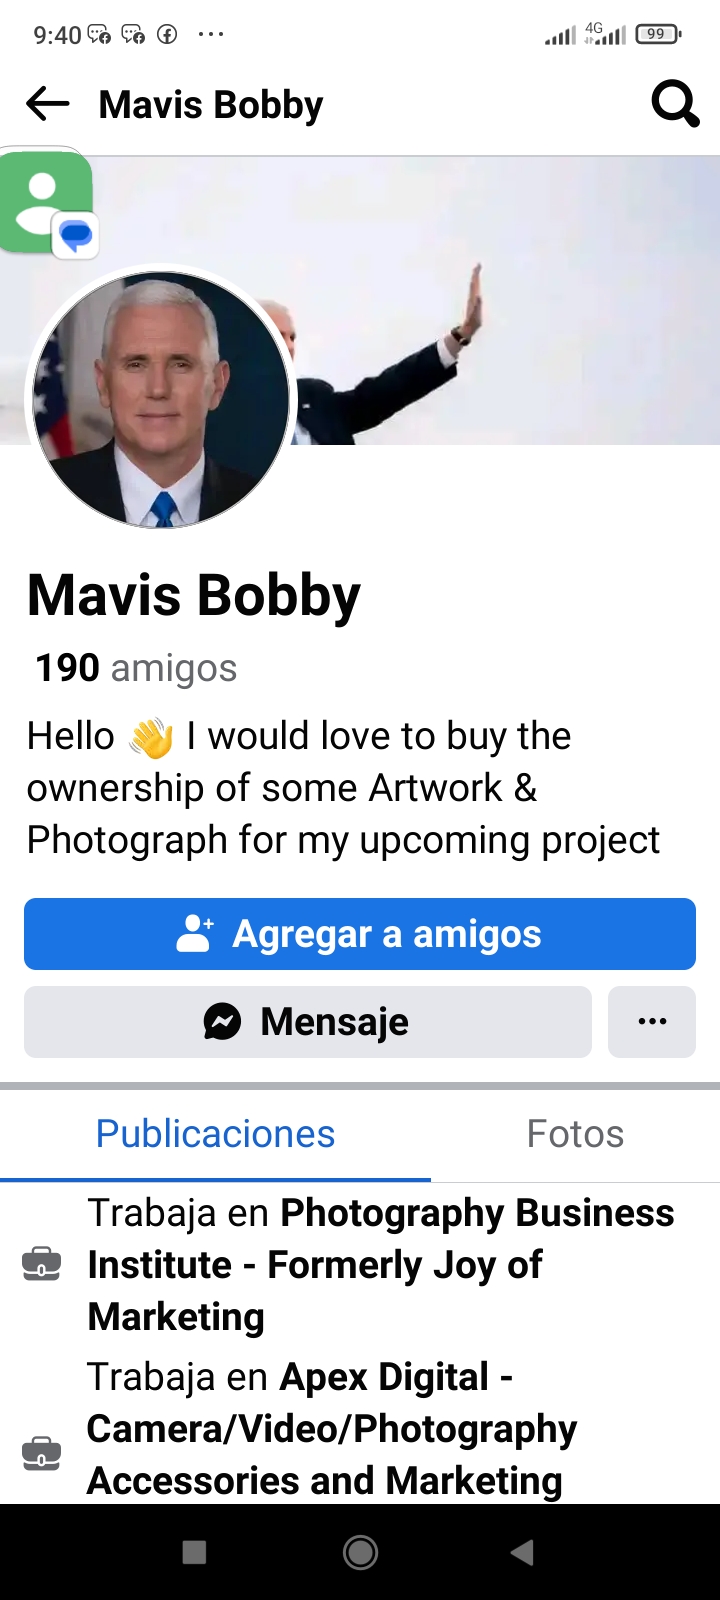 9:40
4G
99
Mavis Bobby
Mavis Bobby
190 amigos
Hello 👋 I would love to buy the
ownership of some Artwork &
Photograph for my upcoming project
Agregar a amigos
Mensaje
Publicaciones
Fotos
Trabaja en Photography Business
Institute - Formerly Joy of
Marketing
Trabaja en Apex Digital -
Camera/Video/Photography
Accessories and Marketing